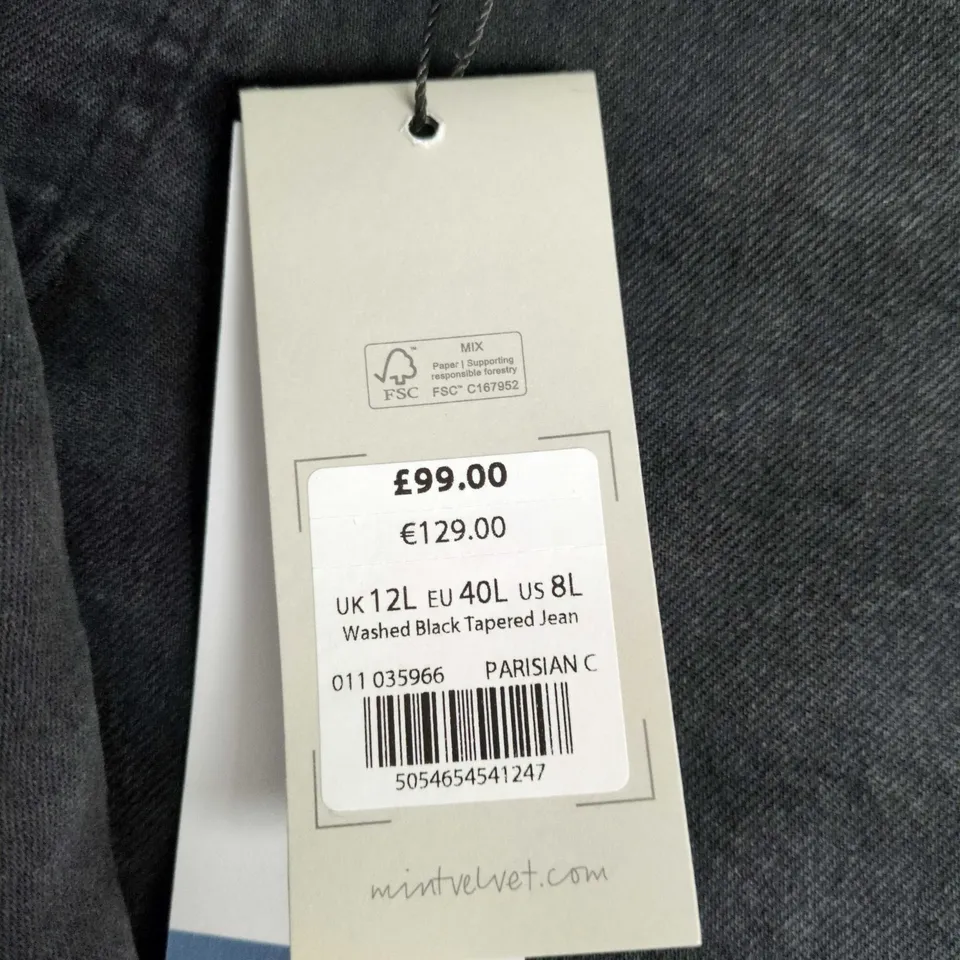 MIX
Paper | Supporting
responsible forestry
FSC™ C167952
FSC
£99.00
€129.00
UK 12L EU 40L US 8L
Washed Black Tapered Jean
011 035966 PARISIAN C
5054654541247
mintvelvet.com